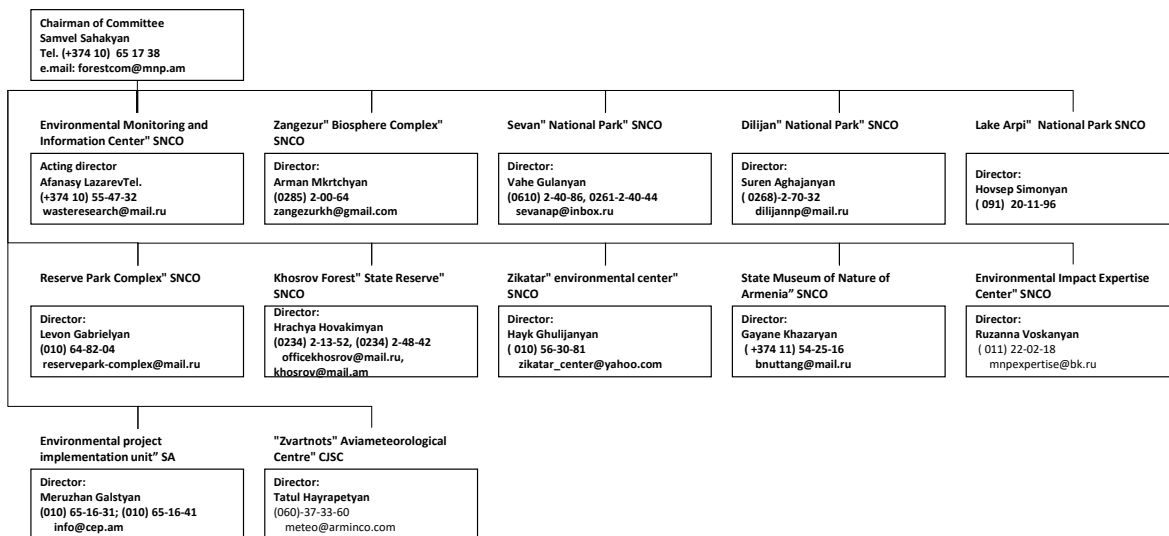 Chairman of Committee
Samvel Sahakyan
Tel. (+374 10)  65 17 38
e.mail: forestcom@mnp.am
Environmental Monitoring and
Information Center" SNCO
Acting director
Afanasy LazarevTel.
(+374 10) 55-47-32
wasteresearch@mail.ru
Zangezur" Biosphere Complex"
SNCO
Director:
Arman Mkrtchyan
(0285) 2-00-64
zangezurkh@gmail.com
Sevan" National Park" SNCO
Director:
Vahe Gulanyan
(0610) 2-40-86, 0261-2-40-44
sevanap@inbox.ru
Dilijan" National Park" SNCO
Director:
Suren Aghajanyan
( 0268)-2-70-32
dilijannp@mail.ru
Lake Arpi"  National Park SNCO
Director:
Hovsep Simonyan
( 091)  20-11-96
Reserve Park Complex" SNCO
Director:
Levon Gabrielyan
(010) 64-82-04
reservepark-complex@mail.ru
Khosrov Forest" State Reserve"
SNCO
Director:
Hrachya Hovakimyan
(0234) 2-13-52, (0234) 2-48-42
officekhosrov@mail.ru,
khosrov@mail.am
Zikatar" environmental center"
SNCO
Director:
Hayk Ghulijanyan
( 010) 56-30-81
zikatar_center@yahoo.com
State Museum of Nature of
Armenia” SNCO
Director:
Gayane Khazaryan
( +374 11) 54-25-16
bnuttang@mail.ru
Environmental Impact Expertise
Center" SNCO
Director:
Ruzanna Voskanyan
( 011) 22-02-18
mnpexpertise@bk.ru
Environmental project
implementation unit” SA
Director:
Meruzhan Galstyan
(010) 65-16-31; (010) 65-16-41
info@cep.am
"Zvartnots" Aviameteorological
Centre" CJSC
Director:
Tatul Hayrapetyan
(060)-37-33-60
meteo@arminco.com